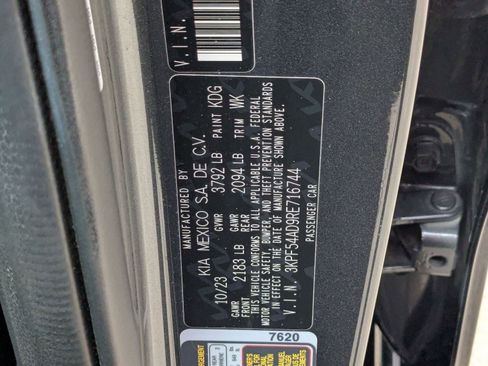 V.I.N.
MANUFACTURED BY
KIA MEXICO S.A. DE C.V.
10/23 GVWR 3792 LB PAINT KDG
GAWR FRONT 2183 LB GAWR REAR 2094 LB TRIM WK
THIS VEHICLE CONFORMS TO ALL APPLICABLE U.S.A. FEDERAL
MOTOR VEHICLE SAFETY, BUMPER, AND THEFT PREVENTION STANDARDS
IN EFFECT ON THE DATE OF MANUFACTURE SHOWN ABOVE.
V.I.N. 3KPF54AD9RE716744
PASSENGER CAR
7620